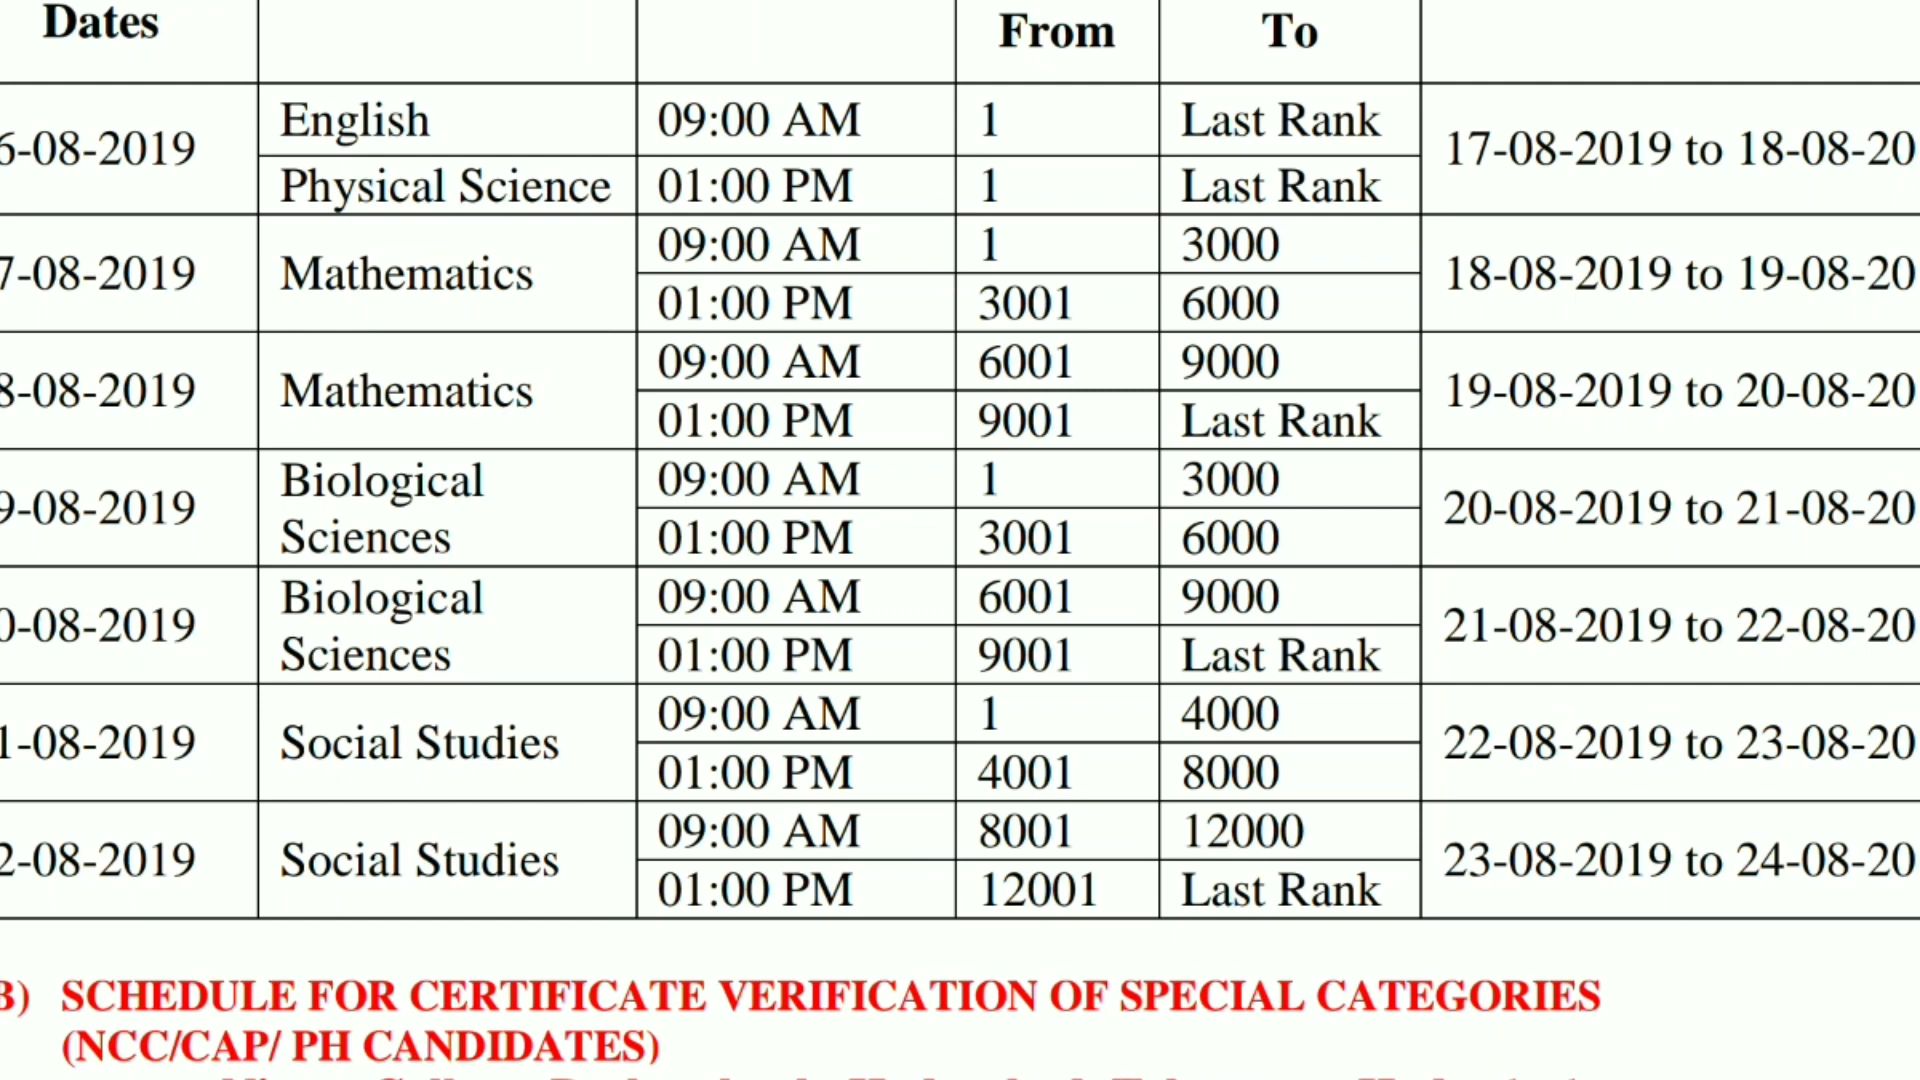 Dates From To
6-08-2019 English 09:00 AM 1 Last Rank 17-08-2019 to 18-08-20
Physical Science 01:00 PM 1 Last Rank
7-08-2019 Mathematics 09:00 AM 1 3000 18-08-2019 to 19-08-20
01:00 PM 3001 6000
8-08-2019 Mathematics 09:00 AM 6001 9000 19-08-2019 to 20-08-20
01:00 PM 9001 Last Rank
9-08-2019 Biological Sciences 09:00 AM 1 3000 20-08-2019 to 21-08-20
01:00 PM 3001 6000
0-08-2019 Biological Sciences 09:00 AM 6001 9000 21-08-2019 to 22-08-20
01:00 PM 9001 Last Rank
1-08-2019 Social Studies 09:00 AM 1 4000 22-08-2019 to 23-08-20
01:00 PM 4001 8000
2-08-2019 Social Studies 09:00 AM 8001 12000 23-08-2019 to 24-08-20
01:00 PM 12001 Last Rank
B) SCHEDULE FOR CERTIFICATE VERIFICATION OF SPECIAL CATEGORIES
(NCC/CAP/ PH CANDIDATES)